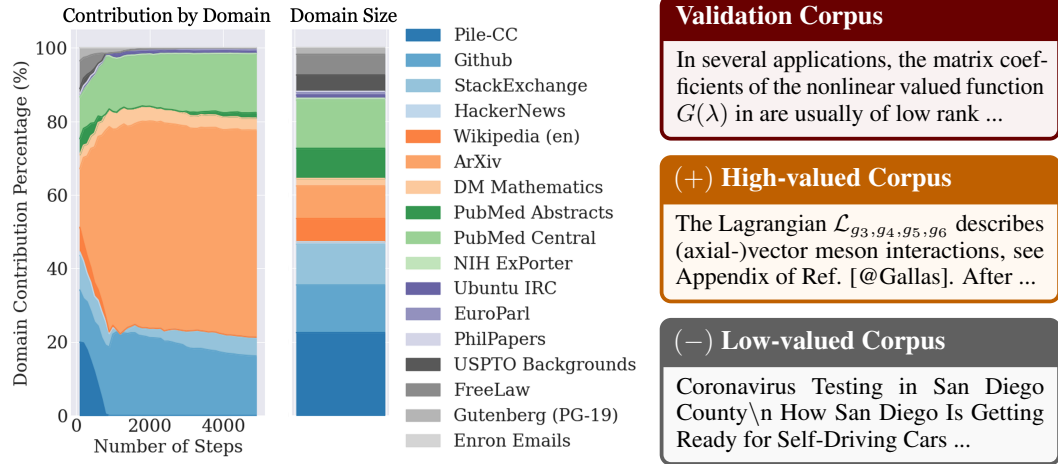 Contribution by Domain
Domain Size
Domain Contribution Percentage (%)
100
80
60
40
20
0
0
2000
4000
Number of Steps
Pile-CC
Github
StackExchange
HackerNews
Wikipedia (en)
ArXiv
DM Mathematics
PubMed Abstracts
PubMed Central
NIH ExPorter
Ubuntu IRC
EuroParl
PhilPapers
USPTO Backgrounds
FreeLaw
Gutenberg (PG-19)
Enron Emails
Validation Corpus
In several applications, the matrix coef-
ficients of the nonlinear valued function
G(λ) in are usually of low rank ...
(+) High-valued Corpus
The Lagrangian ℒ_{g₃,g₄,g₅,g₆} describes
(axial-)vector meson interactions, see
Appendix of Ref. [@Gallas]. After ...
(−) Low-valued Corpus
Coronavirus Testing in San Diego
County\n How San Diego Is Getting
Ready for Self-Driving Cars ...